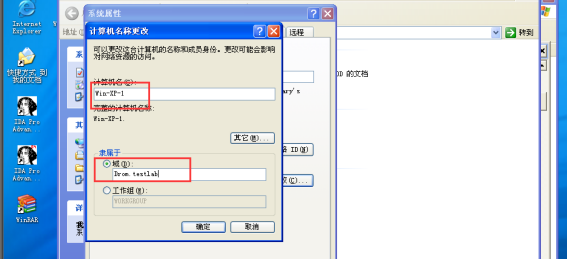 Internet
Explorer
快捷方式 到
我的文档
IDA Pro
Advan...
IDA Pro
Advan...
WinRAR
系统属性
地址
转到
计算机名称更改
远程
可以更改这台计算机的名称和成员身份。更改可能会影响
对网络资源的访问。
计算机名(C):
Win-XP-1
完整的计算机名称:
Win-XP-1.
其它(M)...
隶属于
域(D):
Drom.testlab
工作组(W):
WORKGROUP
确定
取消
ary's
ID 的文档
ID(N)
(C)...
系
其
详
我
系